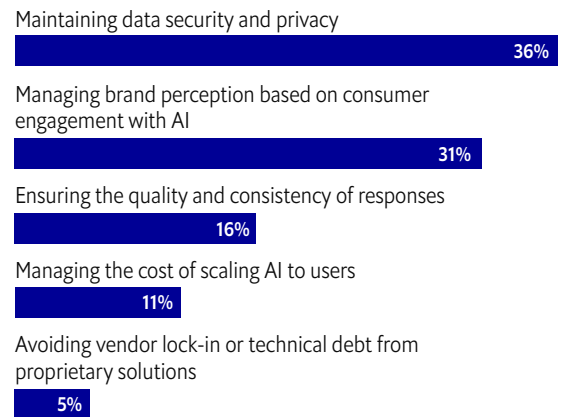 Maintaining data security and privacy
36%
Managing brand perception based on consumer
engagement with AI
31%
Ensuring the quality and consistency of responses
16%
Managing the cost of scaling AI to users
11%
Avoiding vendor lock-in or technical debt from
proprietary solutions
5%